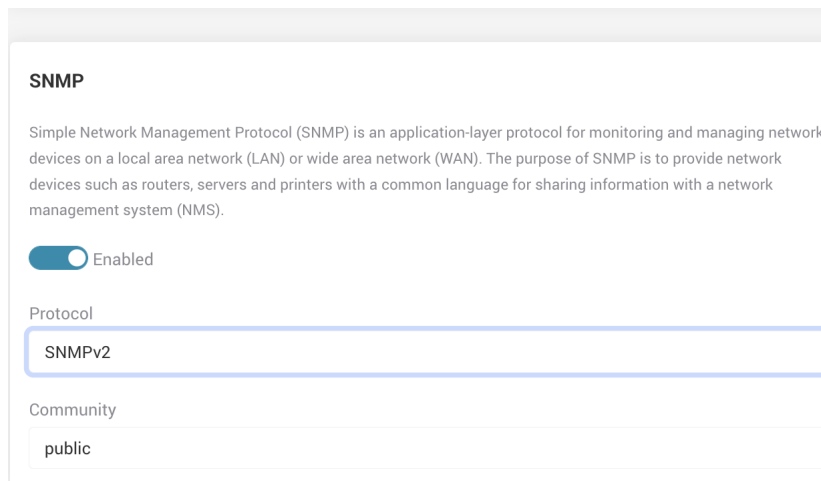 SNMP
Simple Network Management Protocol (SNMP) is an application-layer protocol for monitoring and managing network
devices on a local area network (LAN) or wide area network (WAN). The purpose of SNMP is to provide network
devices such as routers, servers and printers with a common language for sharing information with a network
management system (NMS).
Enabled
Protocol
SNMPv2
Community
public